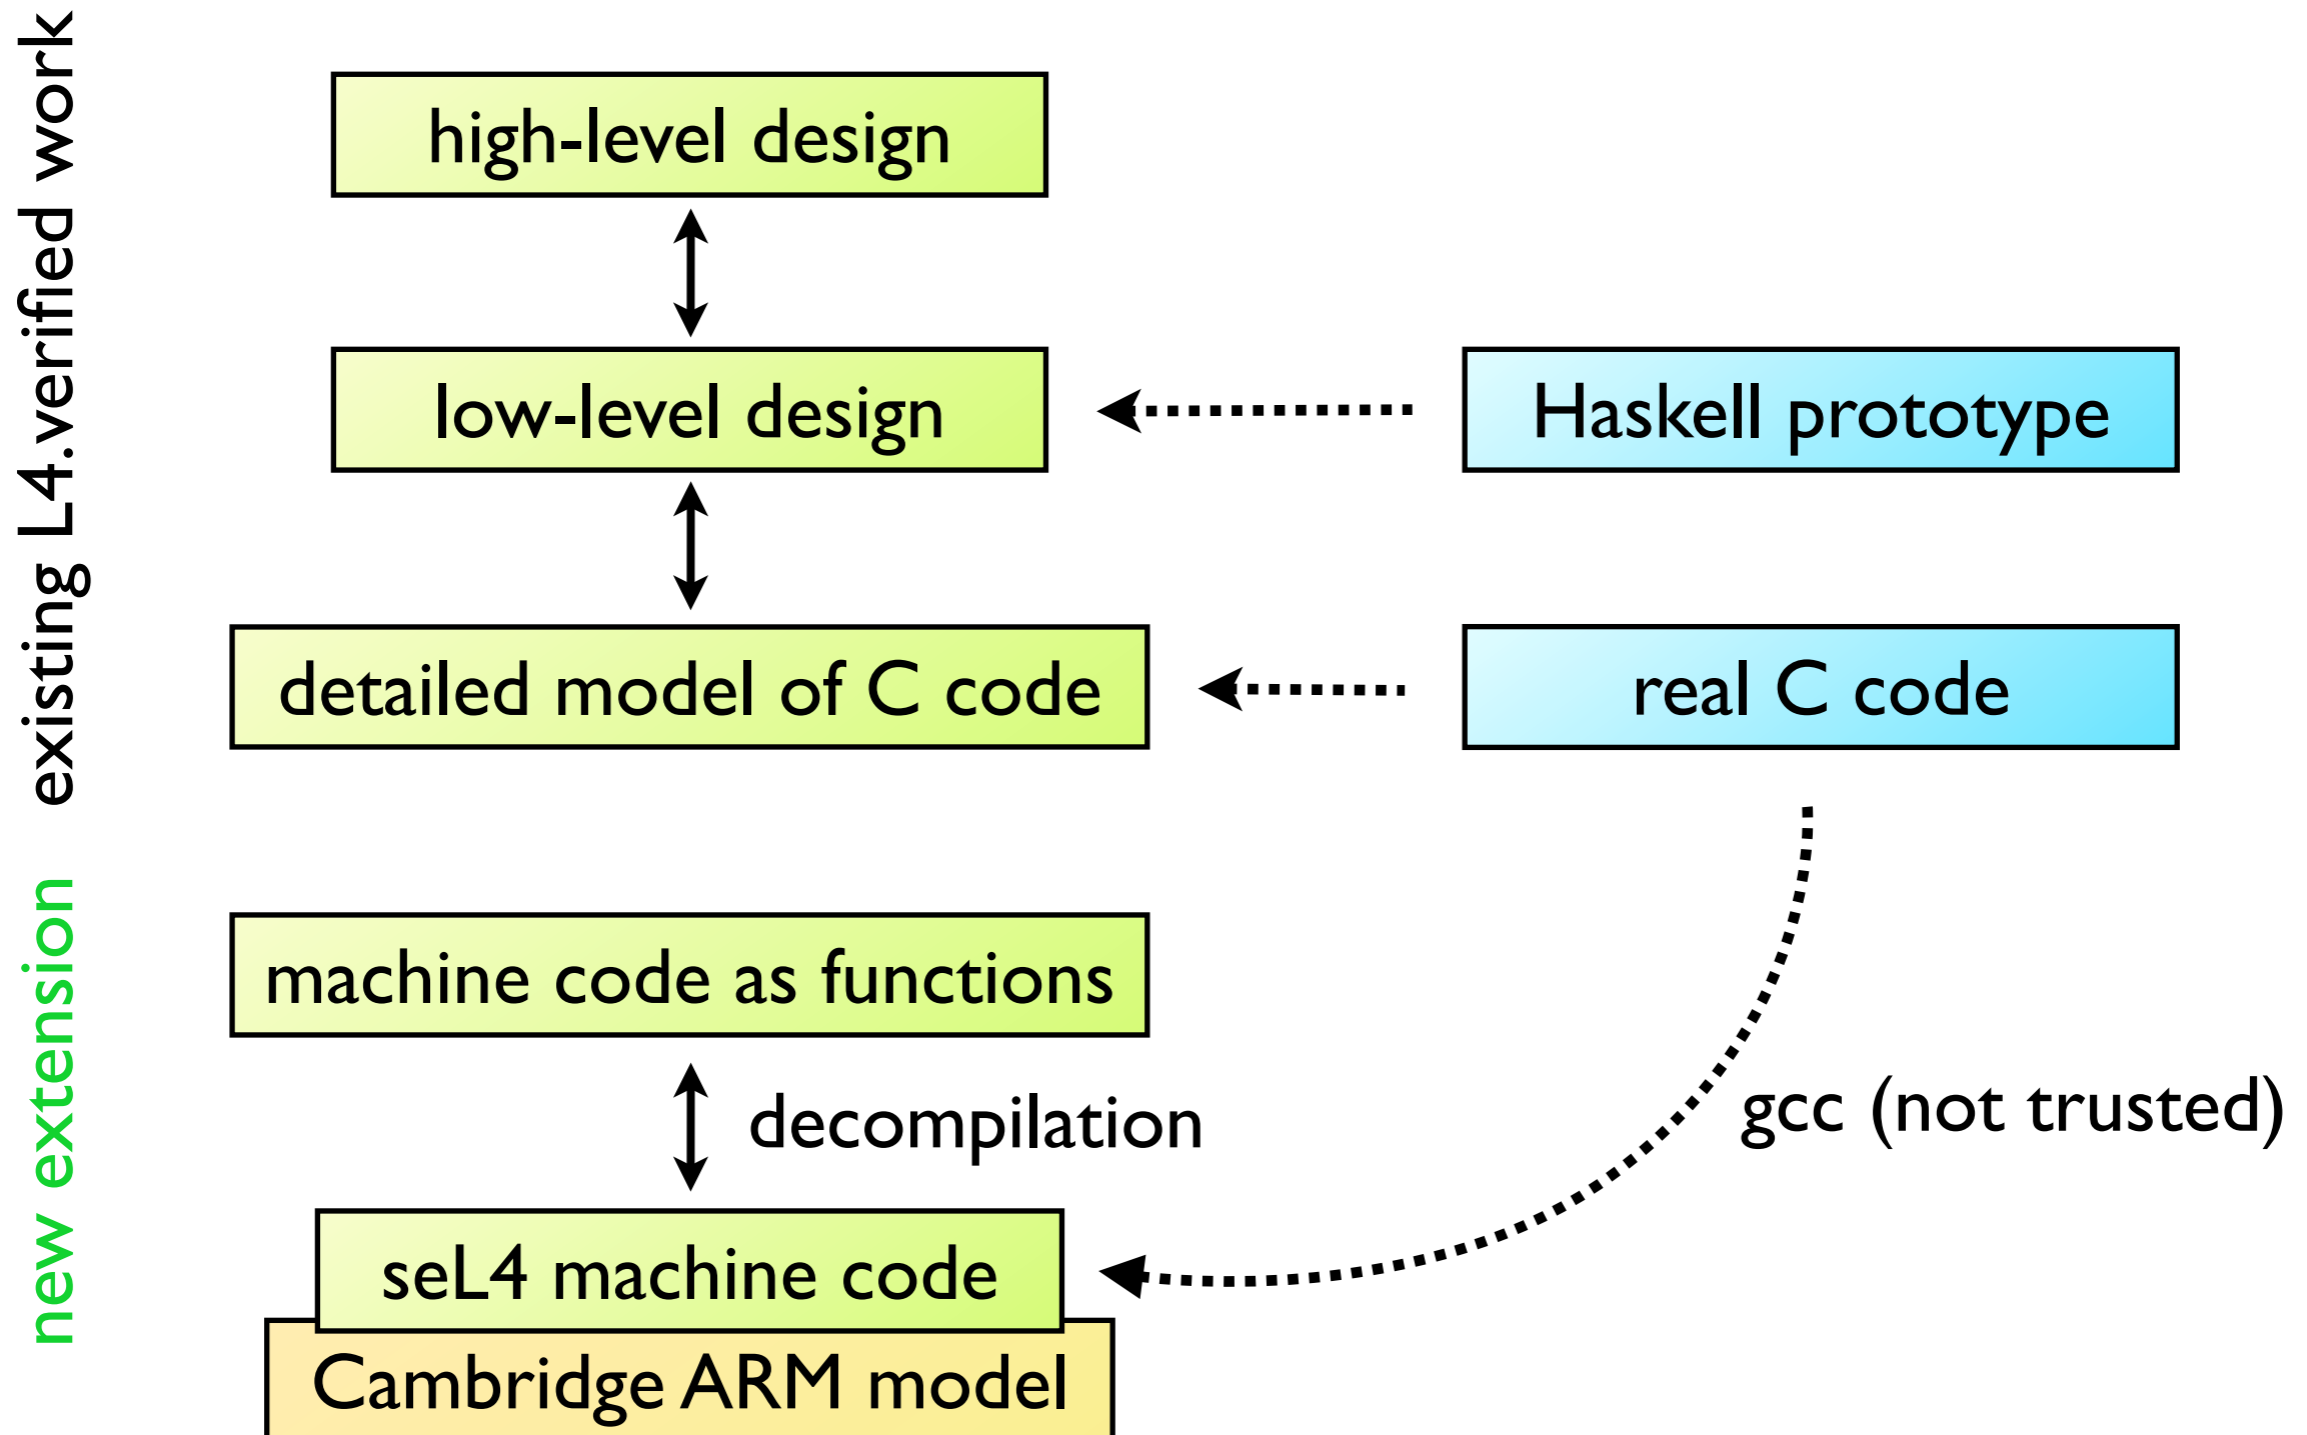 existing L4.verified work
new extension
high-level design
low-level design
Haskell prototype
detailed model of C code
real C code
machine code as functions
decompilation
gcc (not trusted)
seL4 machine code
Cambridge ARM model